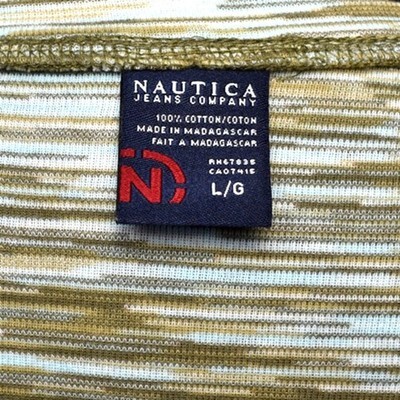 NAUTICA
JEANS COMPANY
100% COTTON/COTON
MADE IN MADAGASCAR
FAIT A MADAGASCAR
RN67835
CA07415
N L/G